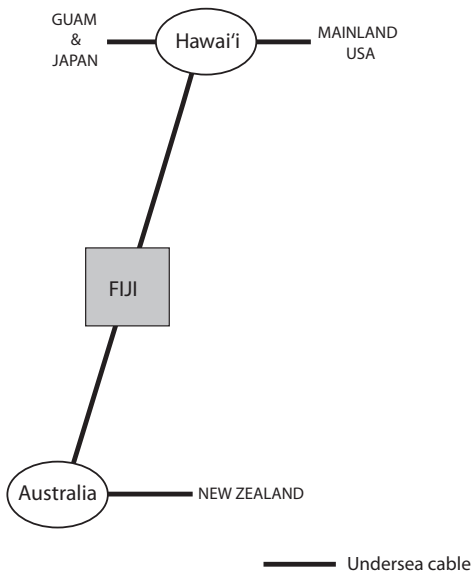 GUAM
&
JAPAN
Hawai‘i
MAINLAND
USA
FIJI
Australia
NEW ZEALAND
Undersea cable